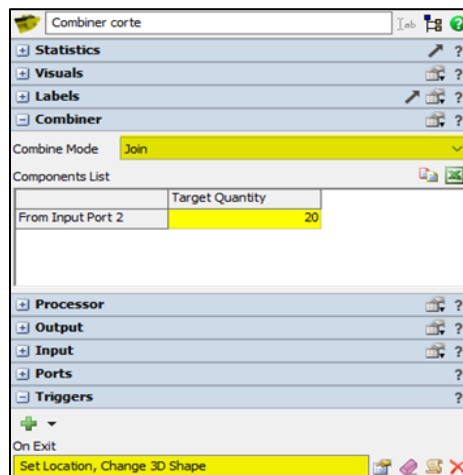 Combiner corte
Statistics
?
Visuals
?
Labels
?
Combiner
?
Combine Mode Join
Components List
Target Quantity
From Input Port 2 20
Processor
?
Output
?
Input
?
Ports
?
Triggers
?
On Exit
Set Location, Change 3D Shape